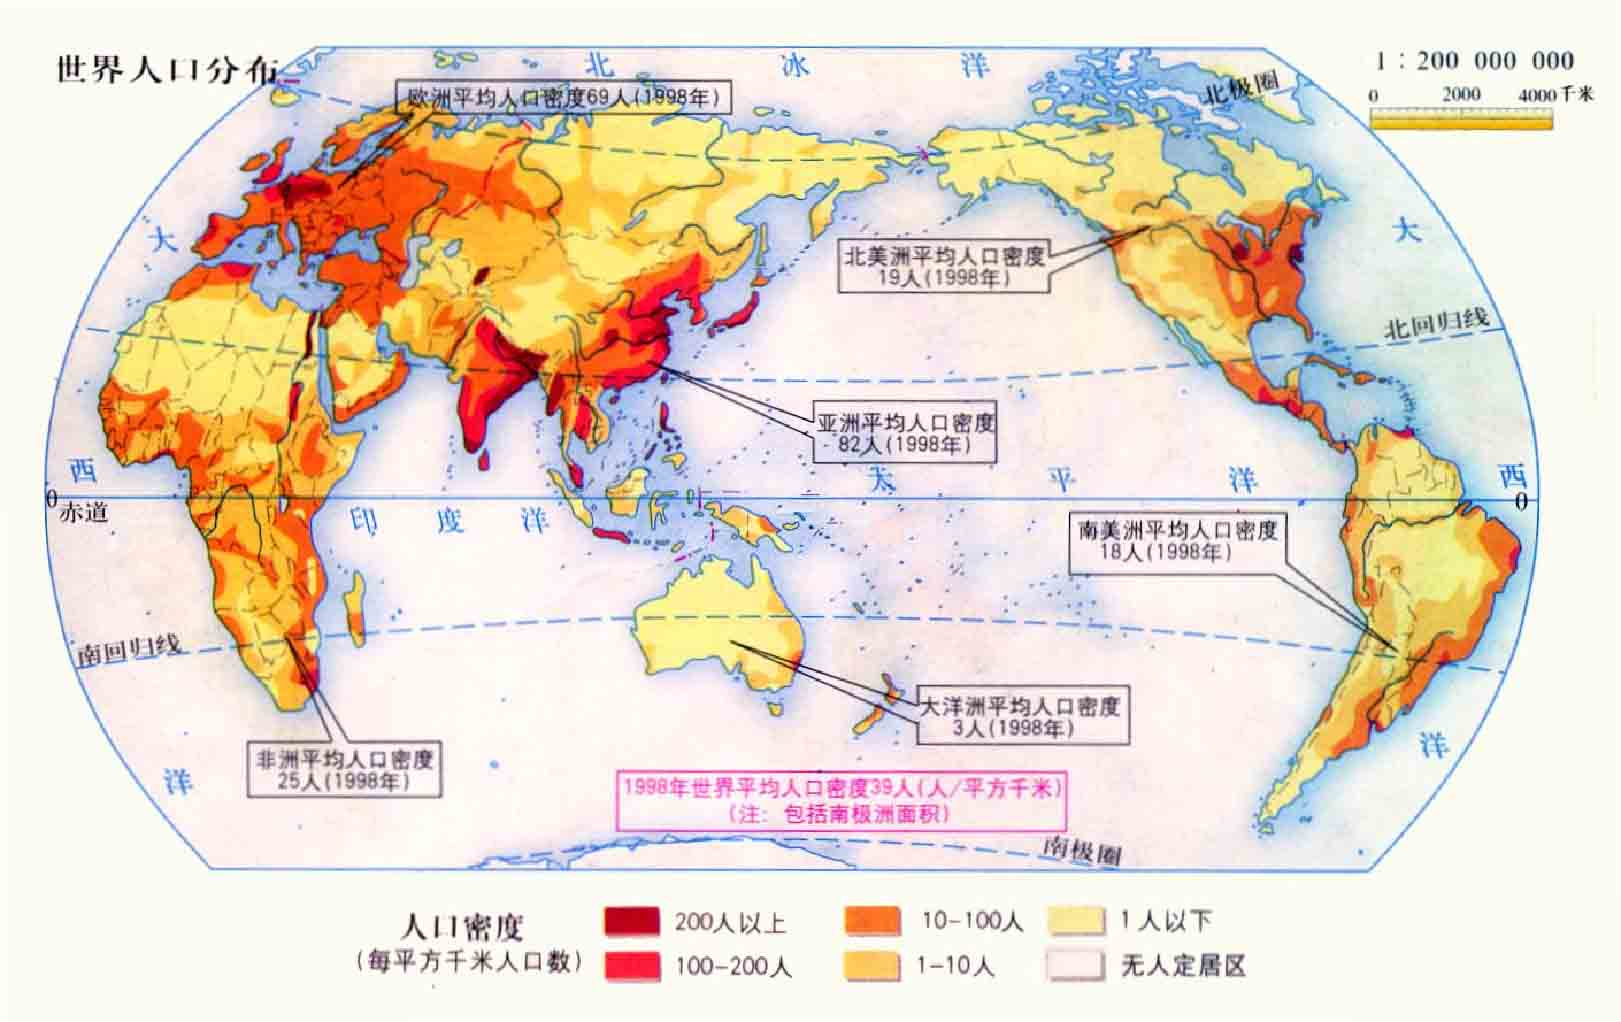 世界人口分布
1：200 000 000
0 2000 4000千米
北 冰 洋
北极圈
欧洲平均人口密度69人(1998年)
大
大
北美洲平均人口密度
19人(1998年)
北回归线
亚洲平均人口密度
82人(1998年)
西
太 平 洋
西
0
赤道
0
印 度 洋
南美洲平均人口密度
18人(1998年)
南回归线
大洋洲平均人口密度
3人(1998年)
洋
洋
非洲平均人口密度
25人(1998年)
1998年世界平均人口密度39人(人/平方千米)
(注：包括南极洲面积)
南极圈
人口密度
(每平方千米人口数)
200人以上
10-100人
1人以下
100-200人
1-10人
无人定居区